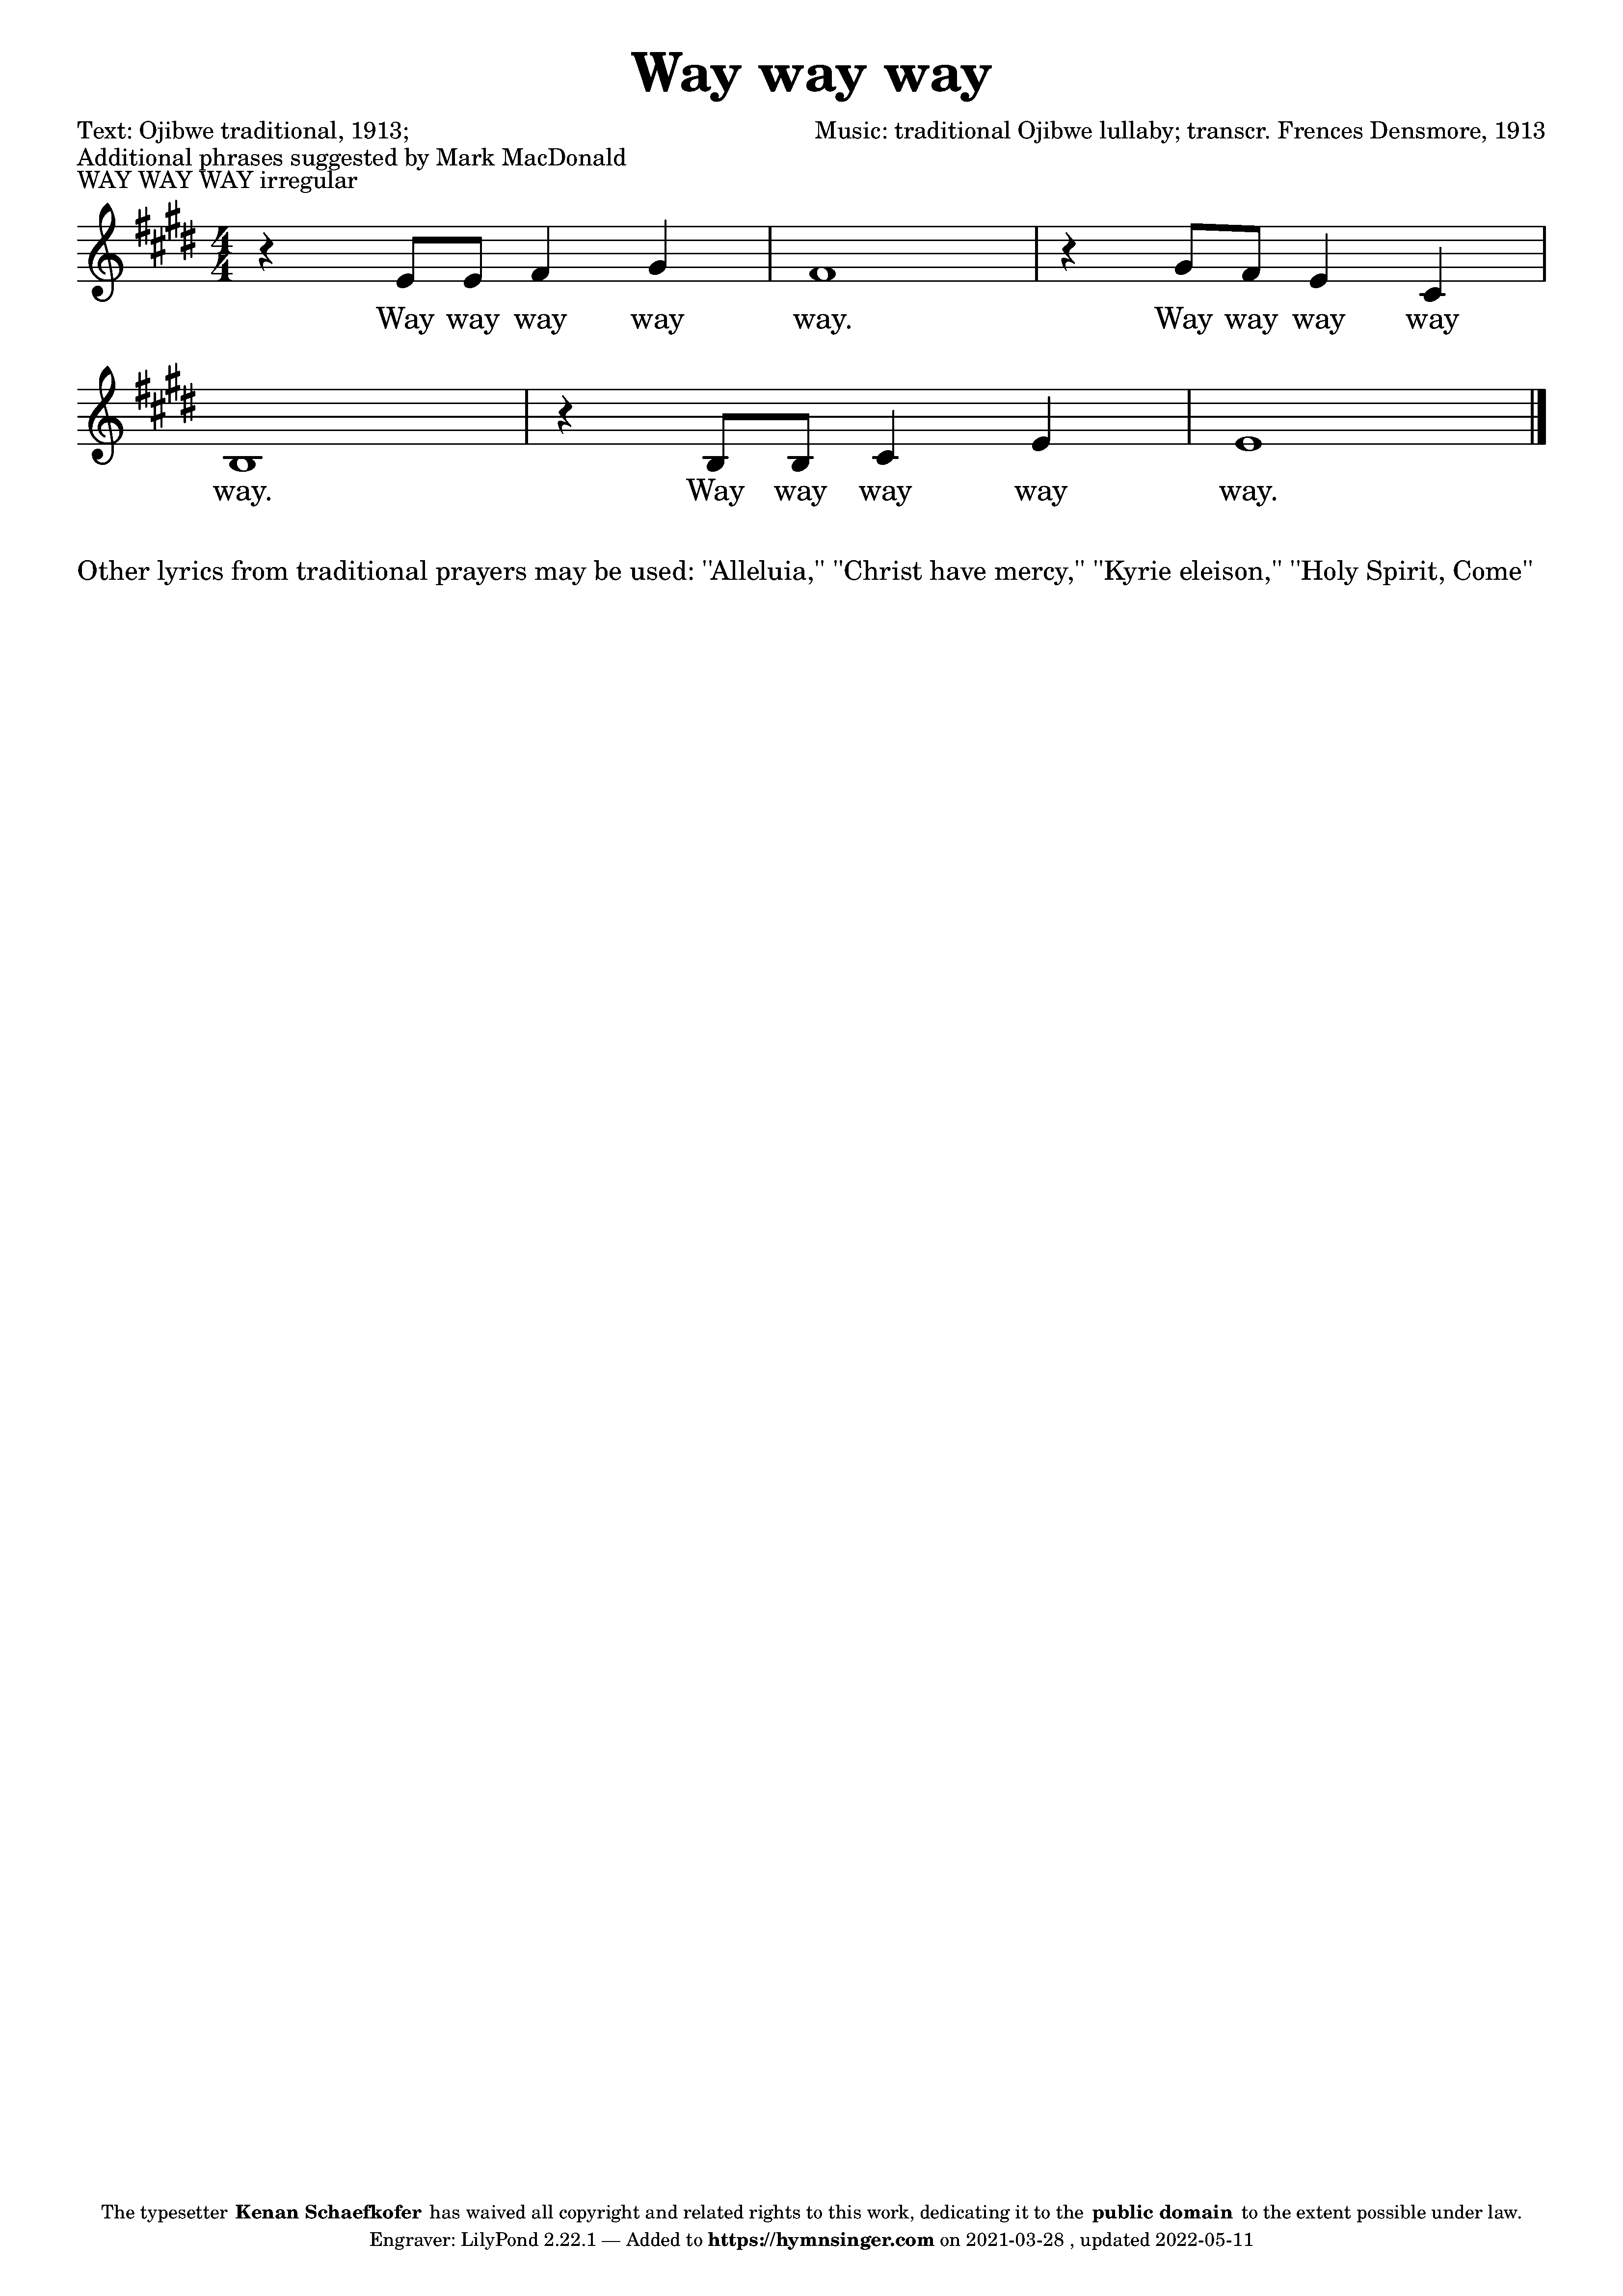 Way way way
Text: Ojibwe traditional, 1913;
Music: traditional Ojibwe lullaby; transcr. Frences Densmore, 1913
Additional phrases suggested by Mark MacDonald
WAY WAY WAY irregular
4
4
Way way way way way. Way way way way
way. Way way way way way.
Other lyrics from traditional prayers may be used: "Alleluia," "Christ have mercy," "Kyrie eleison," "Holy Spirit, Come"
The typesetter Kenan Schaefkofer has waived all copyright and related rights to this work, dedicating it to the public domain to the extent possible under law.
Engraver: LilyPond 2.22.1 — Added to https://hymnsinger.com on 2021-03-28 , updated 2022-05-11